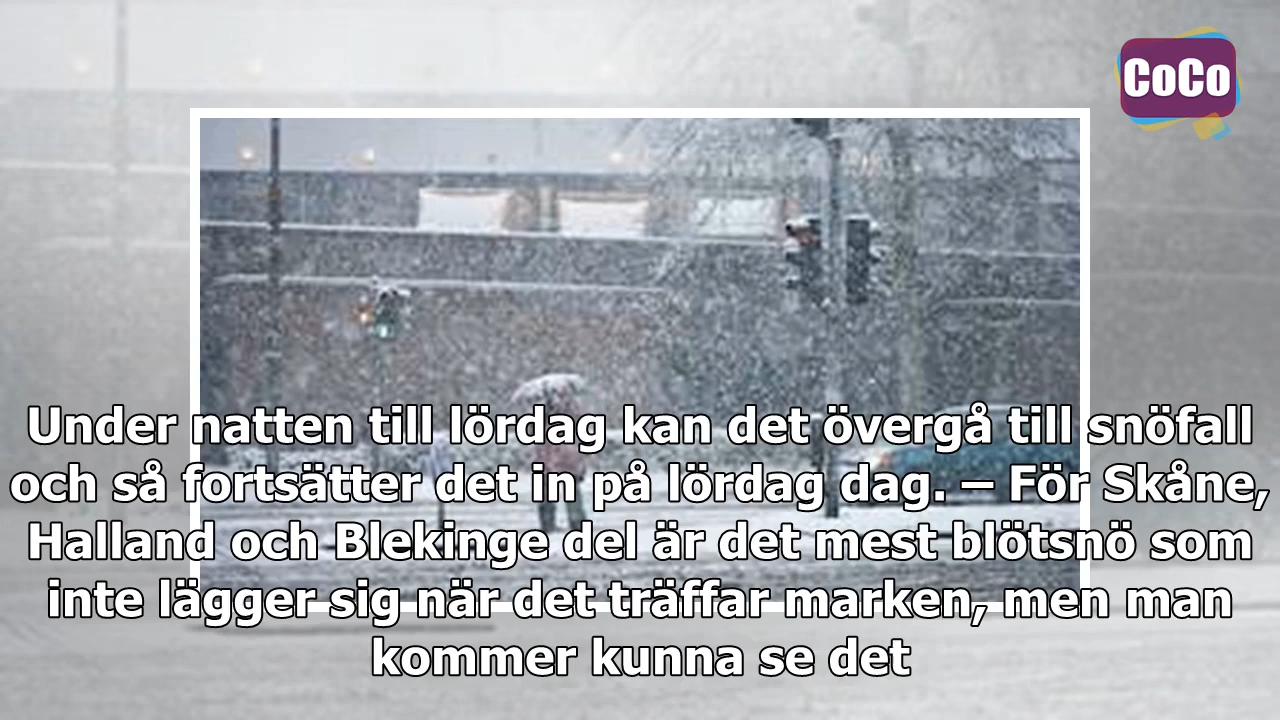 CoCo
Under natten till lördag kan det övergå till snöfall
och så fortsätter det in på lördag dag. – För Skåne,
Halland och Blekinge del är det mest blötsnö som
inte lägger sig när det träffar marken, men man
kommer kunna se det